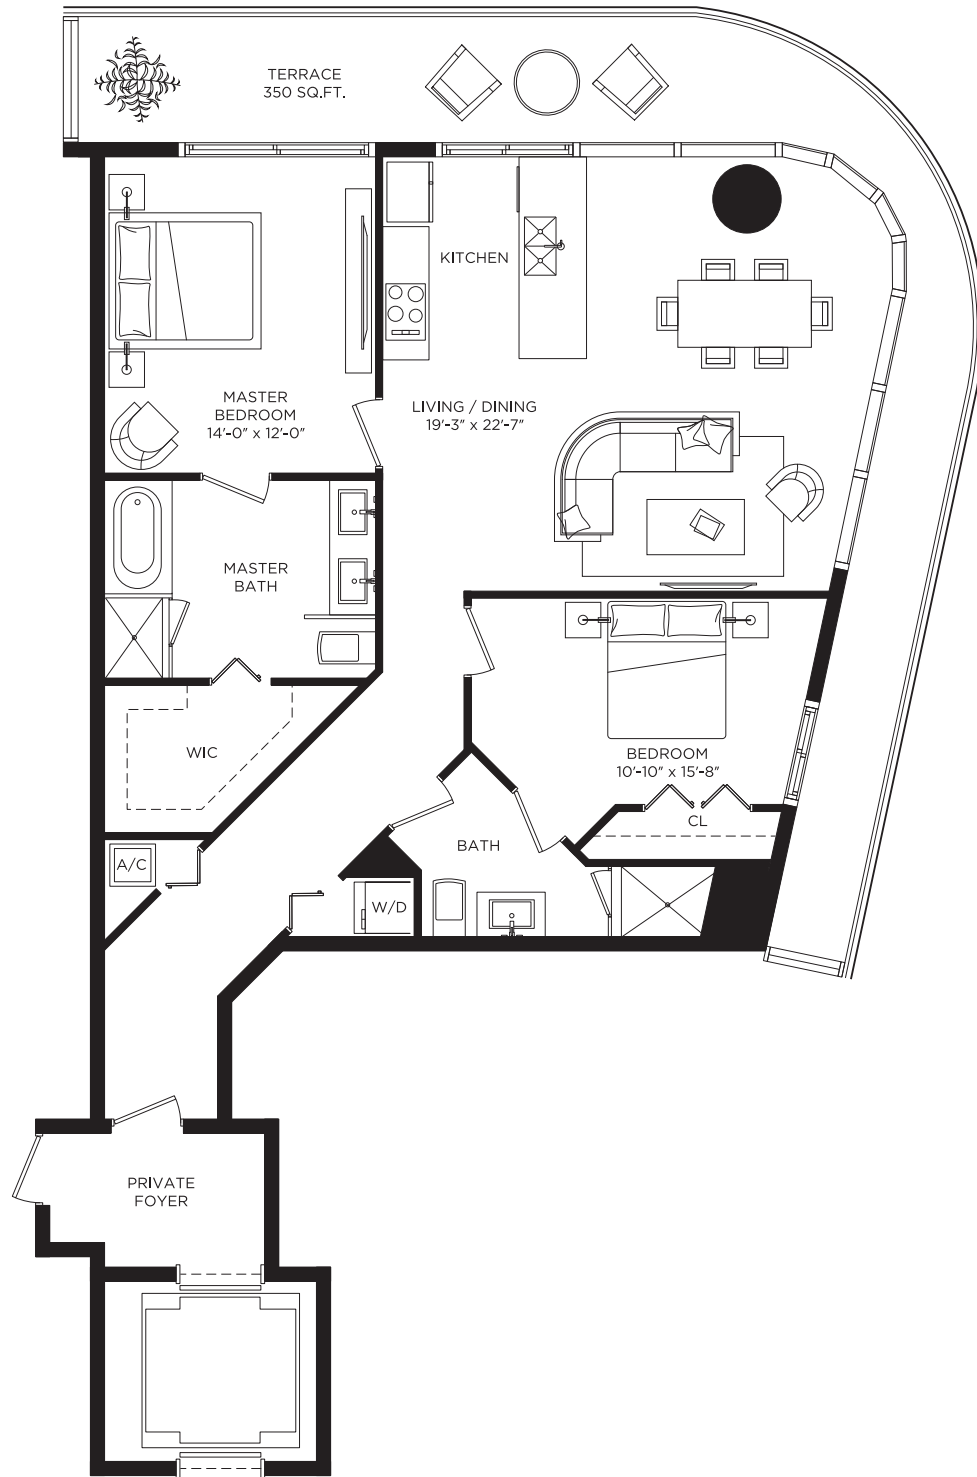 TERRACE
350 SQ.FT.
KITCHEN
MASTER
BEDROOM
14'-0" x 12'-0"
LIVING / DINING
19'-3" x 22'-7"
MASTER
BATH
WIC
BEDROOM
10'-10" x 15'-8"
CL
BATH
A/C
W/D
PRIVATE
FOYER